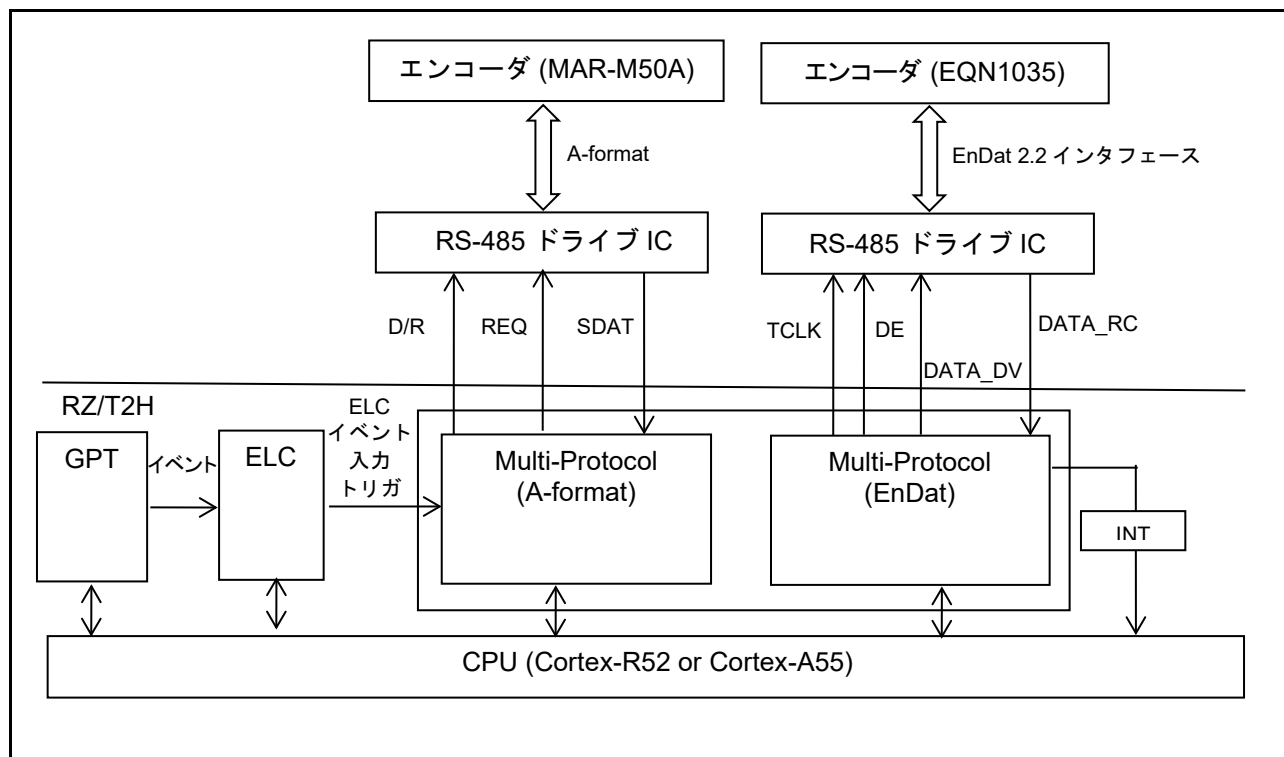 エンコーダ (MAR-M50A)
エンコーダ (EQN1035)
A-format
EnDat 2.2 インタフェース
RS-485 ドライブ IC
RS-485 ドライブ IC
D/R
REQ
SDAT
TCLK
DE
DATA_DV
DATA_RC
RZ/T2H
GPT
イベント
ELC
ELC
イベント
入力
トリガ
Multi-Protocol
(A-format)
Multi-Protocol
(EnDat)
INT
CPU (Cortex-R52 or Cortex-A55)